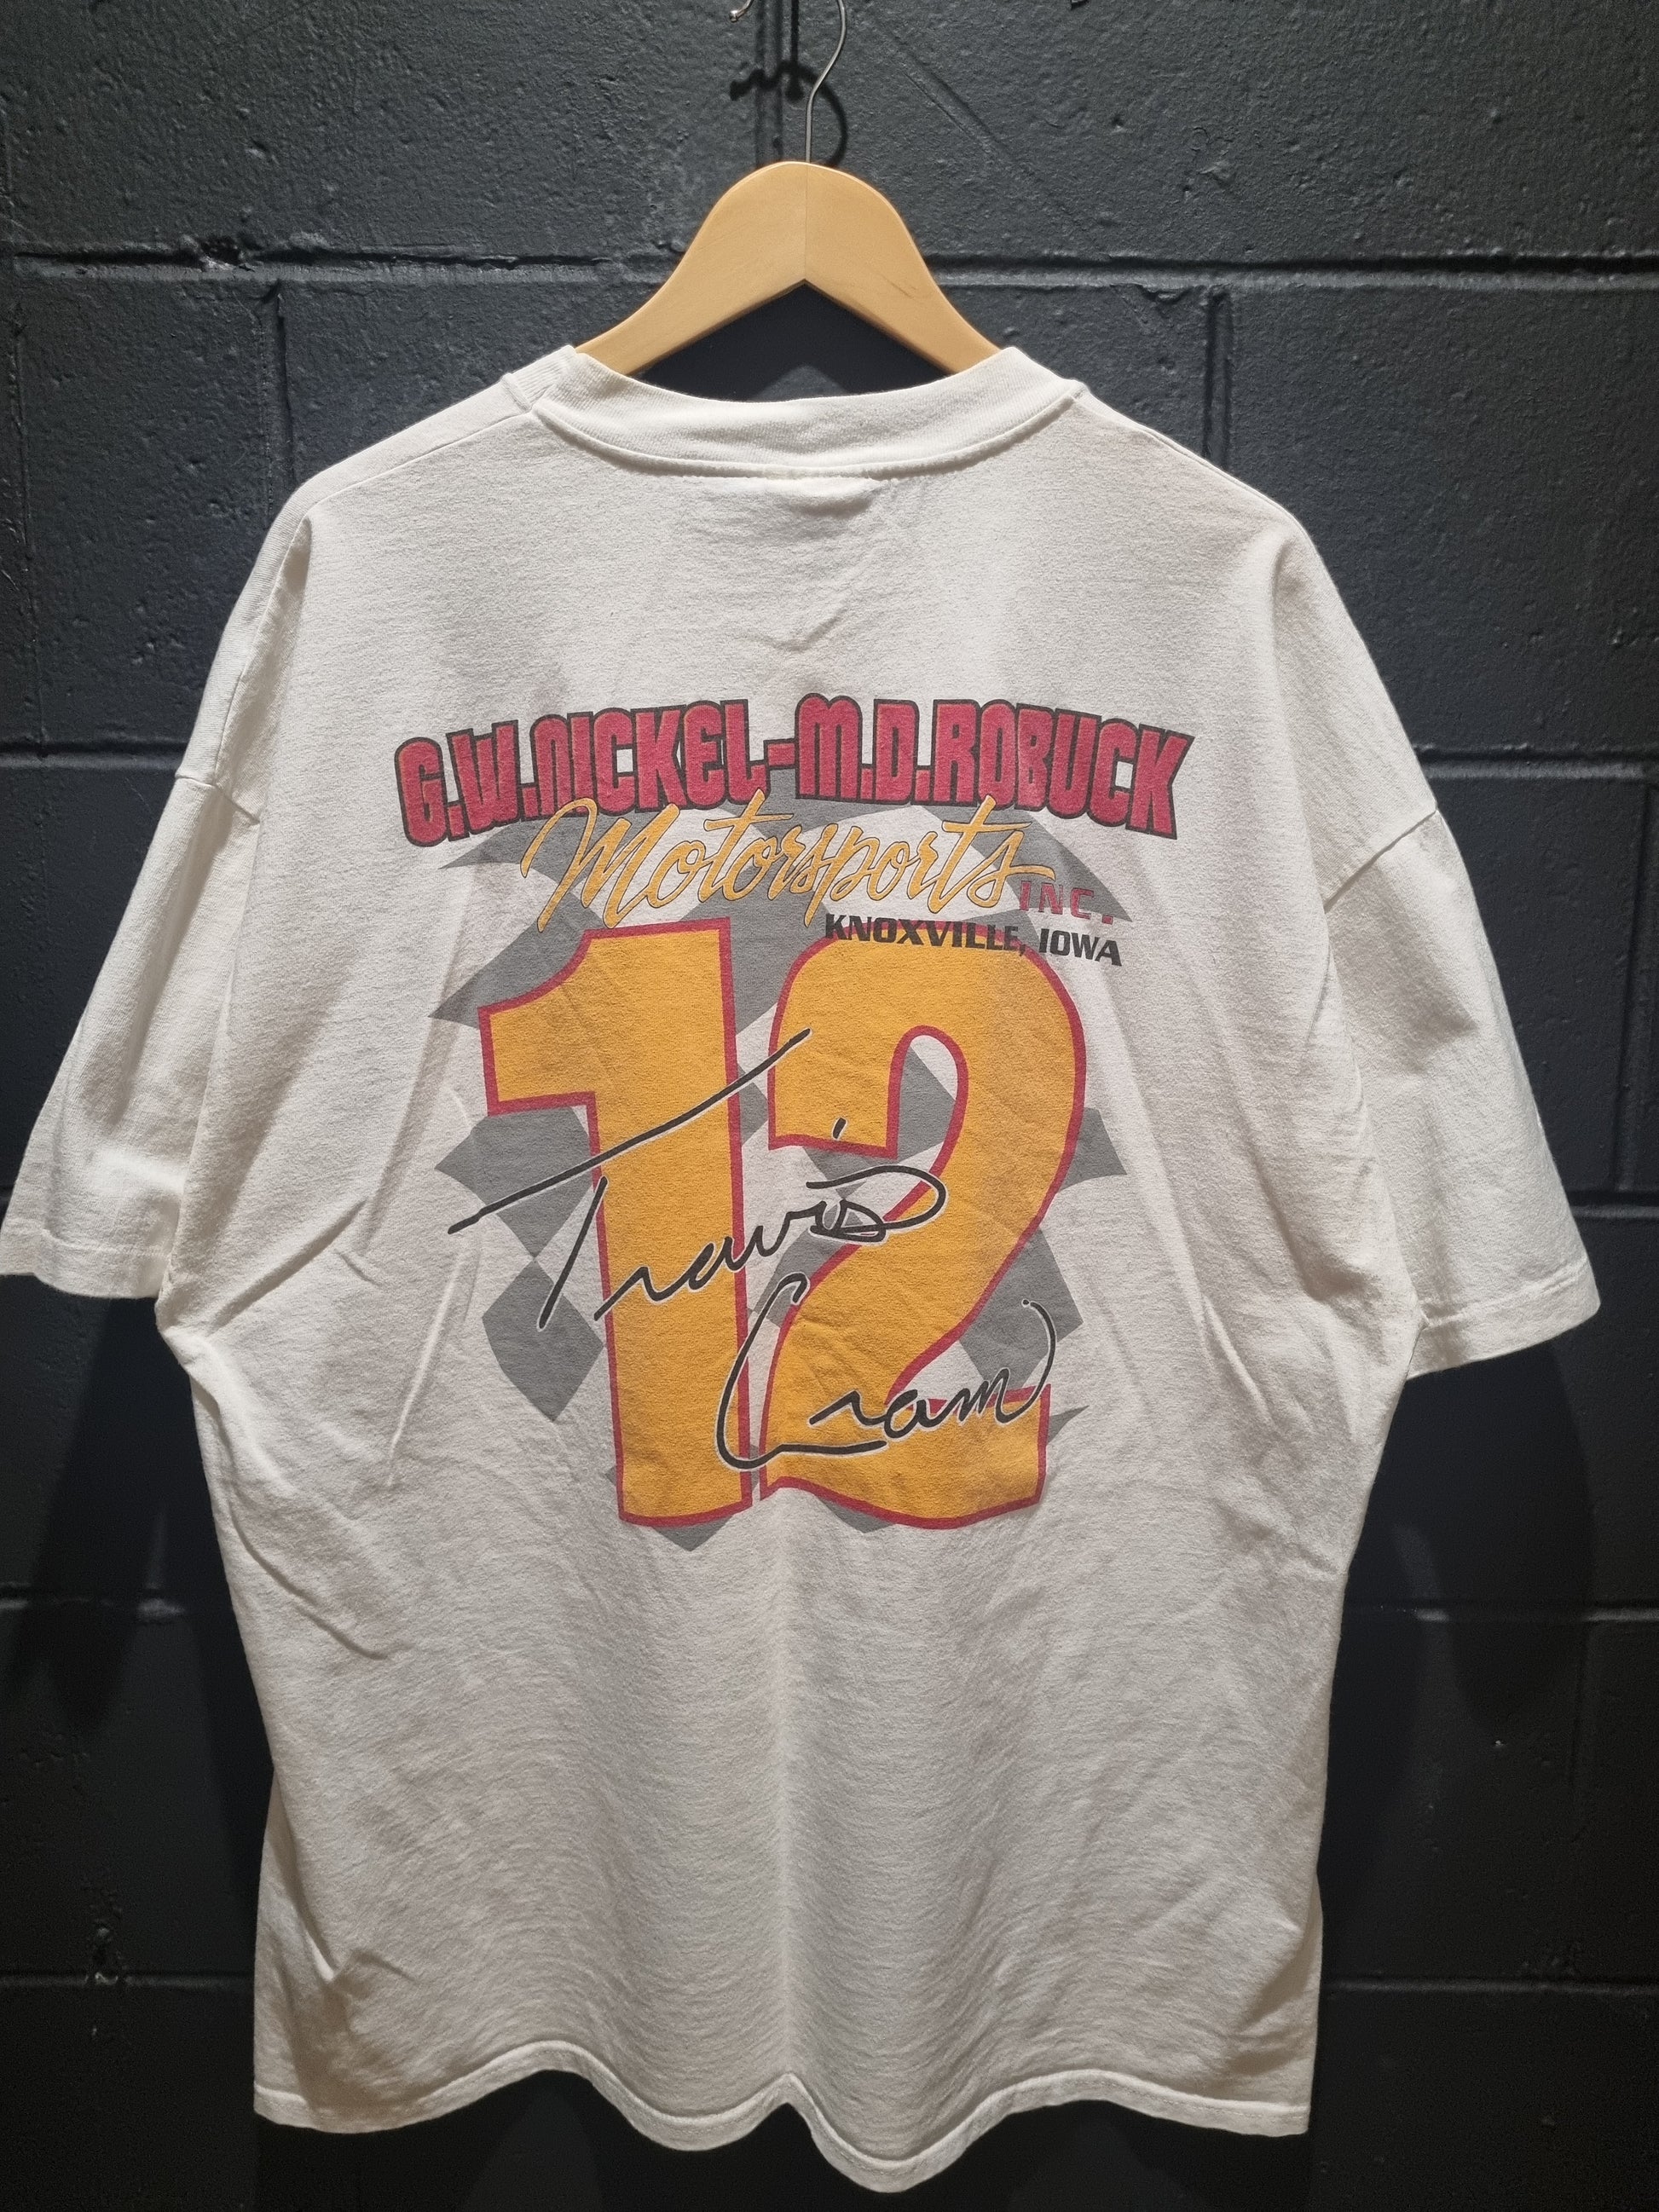 G.W.NICKEL-M.D.ROBUCK
Motorsports INC.
KNOXVILLE, IOWA
12
Travis
Cram